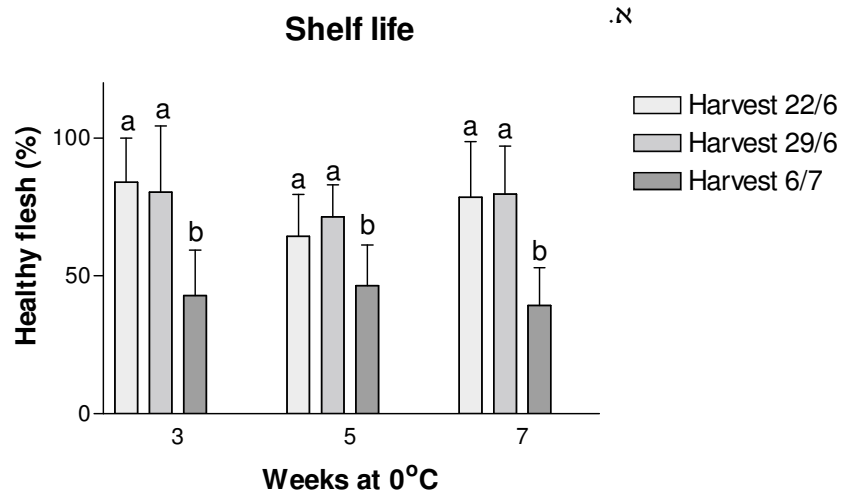 Shelf life
א.
Healthy flesh (%)
100
50
0
a a b
a a b
a a b
3 5 7
Weeks at 0°C
Harvest 22/6
Harvest 29/6
Harvest 6/7